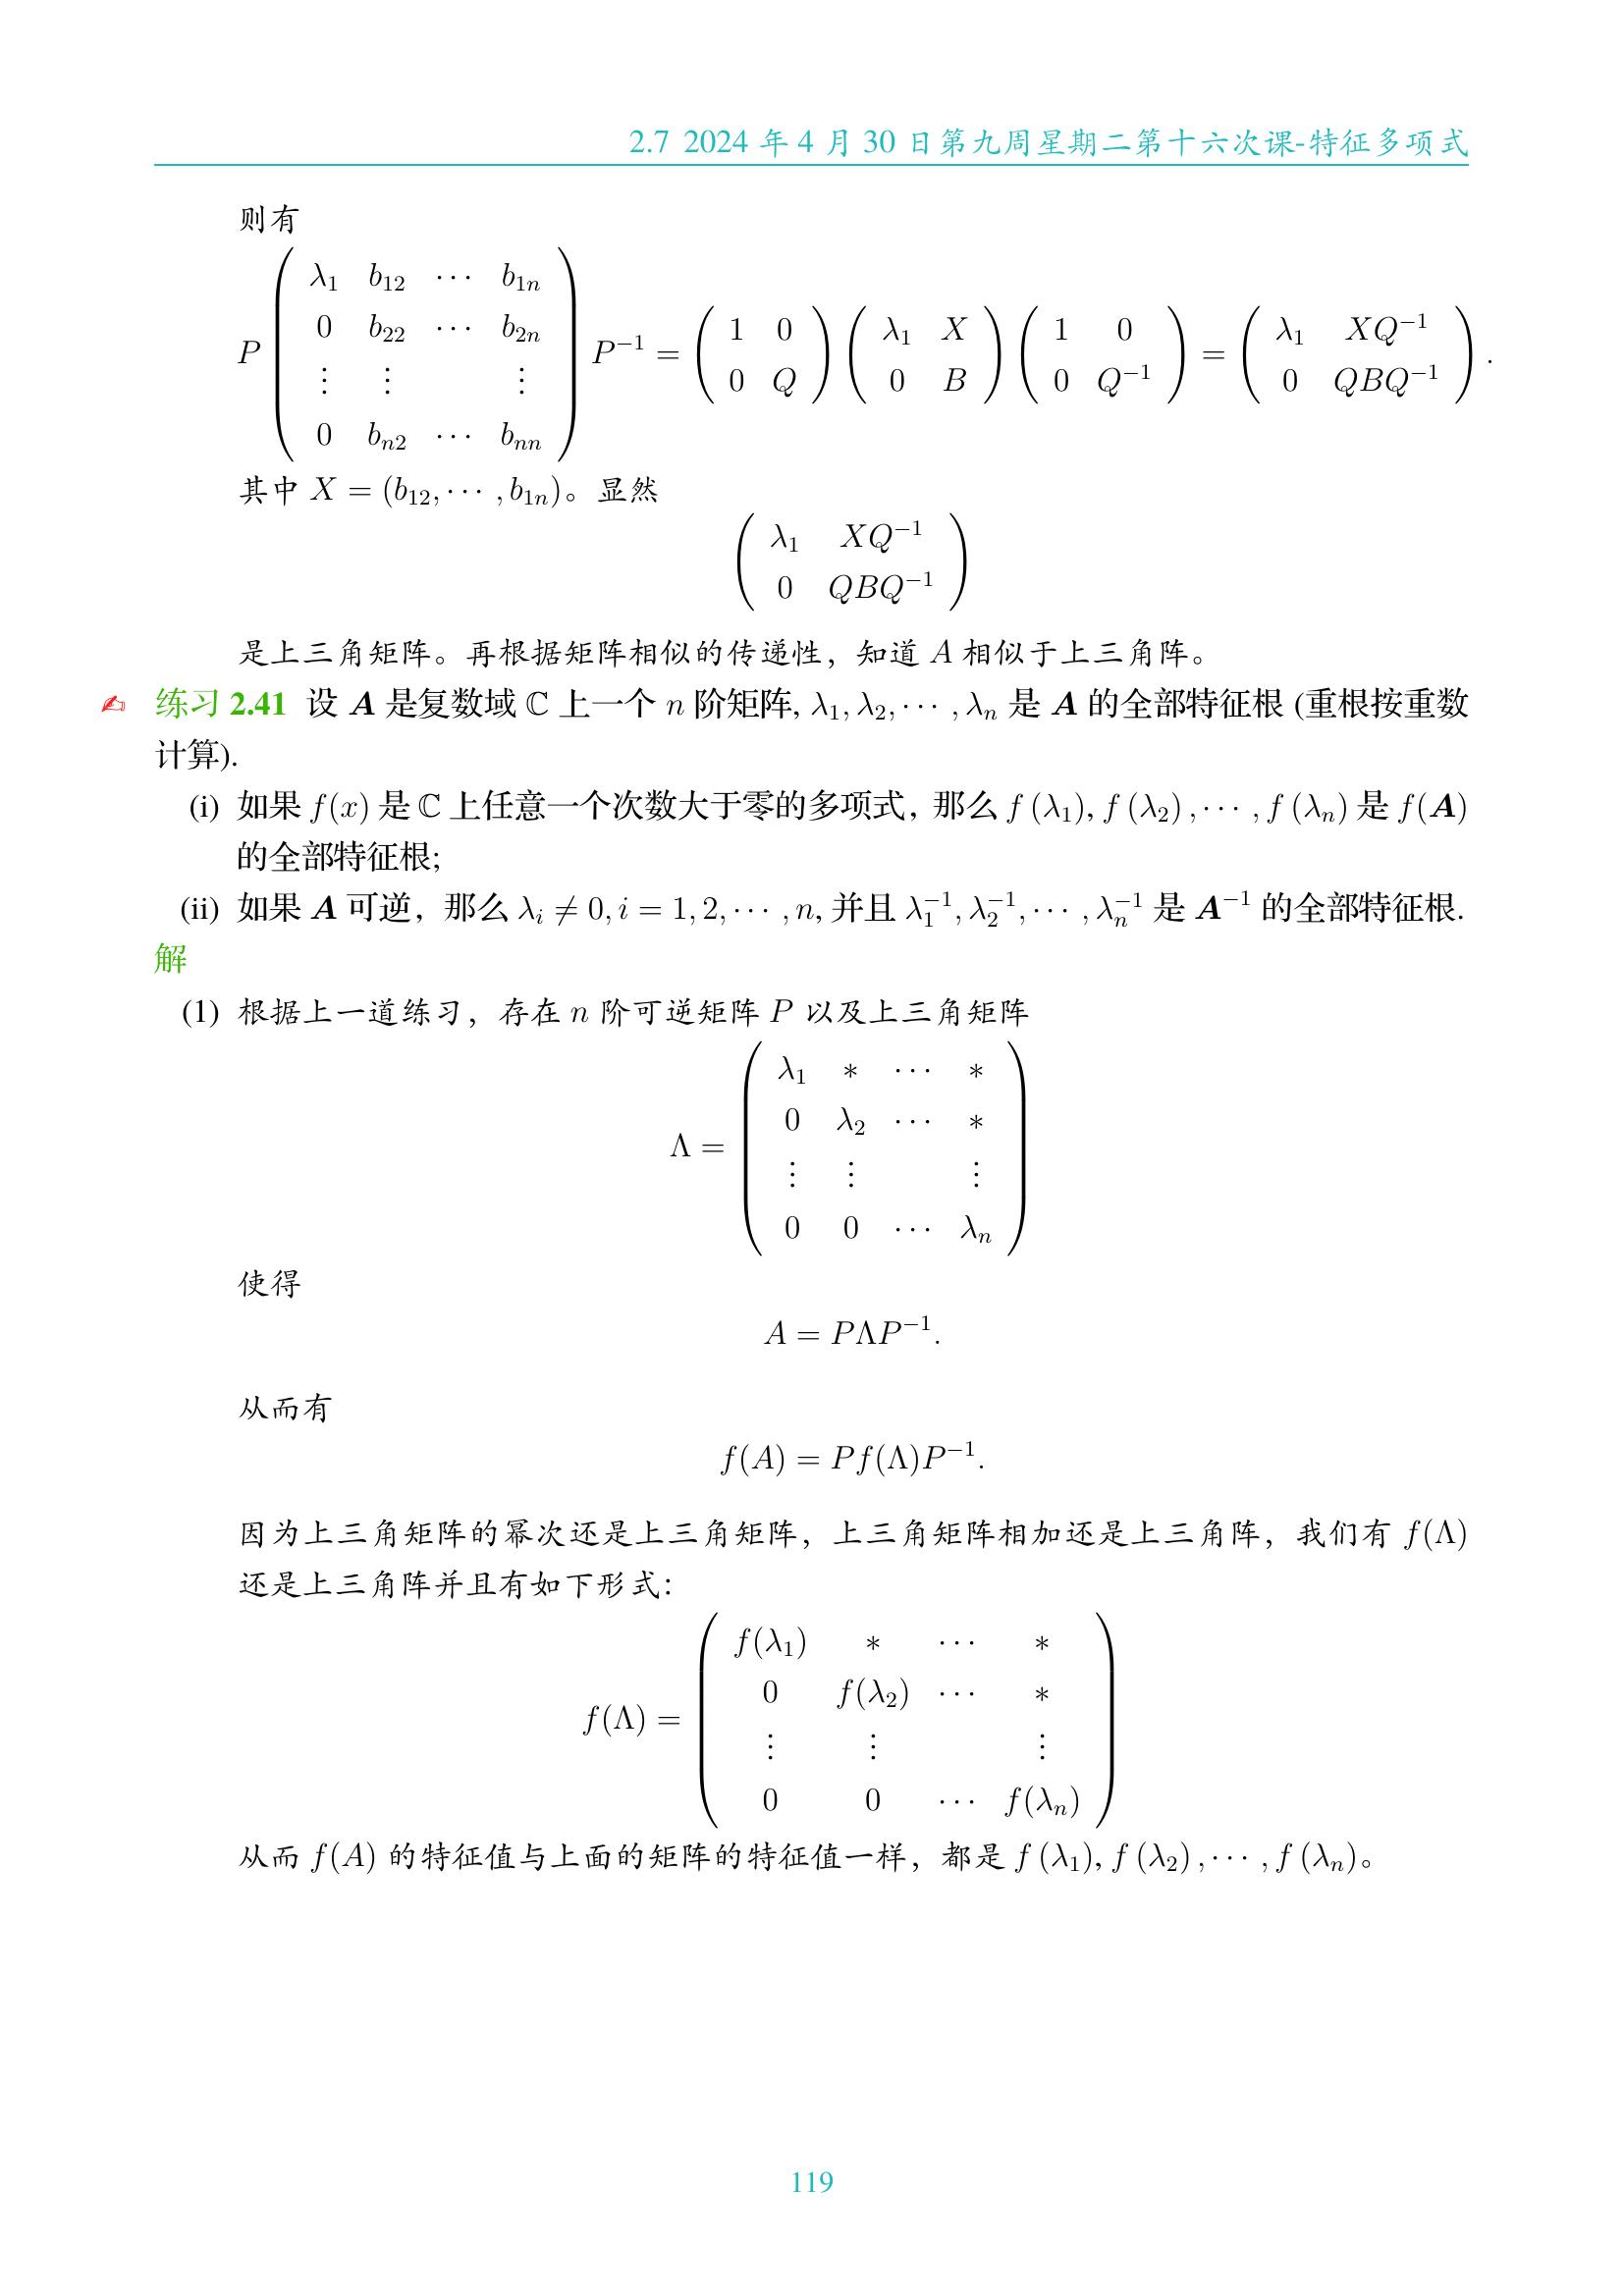 2.7 2024 年 4 月 30 日第九周星期二第十六次课-特征多项式
则有
$P\begin{pmatrix} \lambda_1 & b_{12} & \cdots & b_{1n} \\ 0 & b_{22} & \cdots & b_{2n} \\ \vdots & \vdots & & \vdots \\ 0 & b_{n2} & \cdots & b_{nn} \end{pmatrix} P^{-1} = \begin{pmatrix} 1 & 0 \\ 0 & Q \end{pmatrix} \begin{pmatrix} \lambda_1 & X \\ 0 & B \end{pmatrix} \begin{pmatrix} 1 & 0 \\ 0 & Q^{-1} \end{pmatrix} = \begin{pmatrix} \lambda_1 & XQ^{-1} \\ 0 & QBQ^{-1} \end{pmatrix}.$
其中 $X = (b_{12}, \cdots, b_{1n})$。显然
$\begin{pmatrix} \lambda_1 & XQ^{-1} \\ 0 & QBQ^{-1} \end{pmatrix}$
是上三角矩阵。再根据矩阵相似的传递性，知道 $A$ 相似于上三角阵。
✍ 练习 2.41 设 $\boldsymbol{A}$ 是复数域 $\mathbb{C}$ 上一个 $n$ 阶矩阵, $\lambda_1, \lambda_2, \cdots, \lambda_n$ 是 $\boldsymbol{A}$ 的全部特征根 (重根按重数
计算).
(i) 如果 $f(x)$ 是 $\mathbb{C}$ 上任意一个次数大于零的多项式，那么 $f(\lambda_1), f(\lambda_2), \cdots, f(\lambda_n)$ 是 $f(\boldsymbol{A})$
的全部特征根;
(ii) 如果 $\boldsymbol{A}$ 可逆，那么 $\lambda_i \neq 0, i = 1, 2, \cdots, n$, 并且 $\lambda_1^{-1}, \lambda_2^{-1}, \cdots, \lambda_n^{-1}$ 是 $\boldsymbol{A}^{-1}$ 的全部特征根.
解
(1) 根据上一道练习，存在 $n$ 阶可逆矩阵 $P$ 以及上三角矩阵
$\Lambda = \begin{pmatrix} \lambda_1 & * & \cdots & * \\ 0 & \lambda_2 & \cdots & * \\ \vdots & \vdots & & \vdots \\ 0 & 0 & \cdots & \lambda_n \end{pmatrix}$
使得
$A = P\Lambda P^{-1}.$
从而有
$f(A) = Pf(\Lambda)P^{-1}.$
因为上三角矩阵的幂次还是上三角矩阵，上三角矩阵相加还是上三角阵，我们有 $f(\Lambda)$
还是上三角阵并且有如下形式：
$f(\Lambda) = \begin{pmatrix} f(\lambda_1) & * & \cdots & * \\ 0 & f(\lambda_2) & \cdots & * \\ \vdots & \vdots & & \vdots \\ 0 & 0 & \cdots & f(\lambda_n) \end{pmatrix}$
从而 $f(A)$ 的特征值与上面的矩阵的特征值一样，都是 $f(\lambda_1), f(\lambda_2), \cdots, f(\lambda_n)$。
119